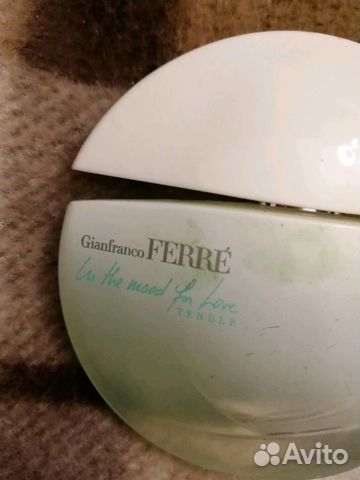 Gianfranco FERRÉ
In the mood for Love
TENDER
Avito